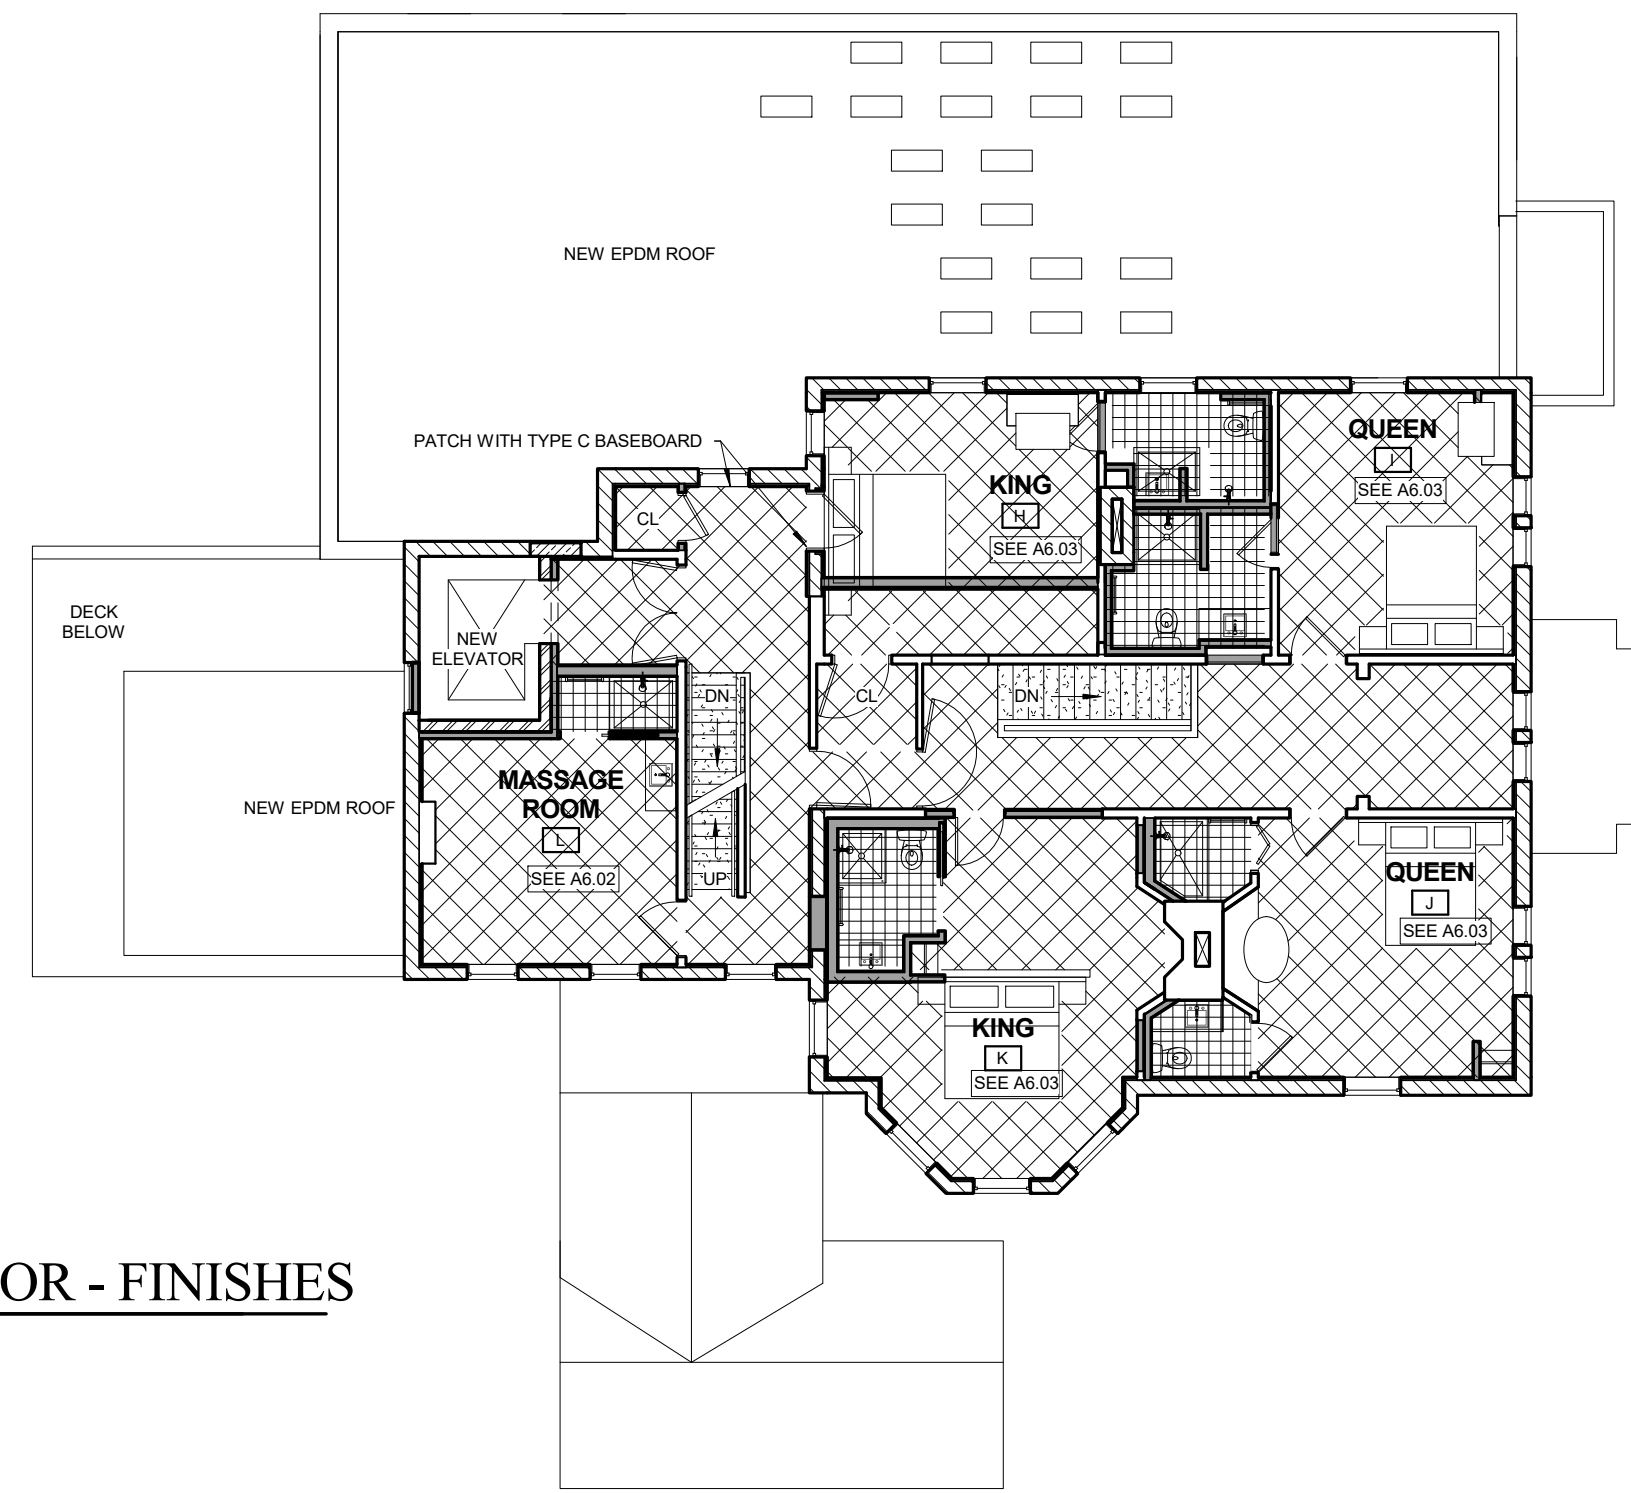 NEW EPDM ROOF
PATCH WITH TYPE C BASEBOARD
QUEEN
I
SEE A6.03
KING
H
SEE A6.03
CL
DECK
BELOW
NEW
ELEVATOR
DN
CL
DN
MASSAGE
ROOM
L
SEE A6.02
NEW EPDM ROOF
UP
QUEEN
J
SEE A6.03
KING
K
SEE A6.03
OR - FINISHES